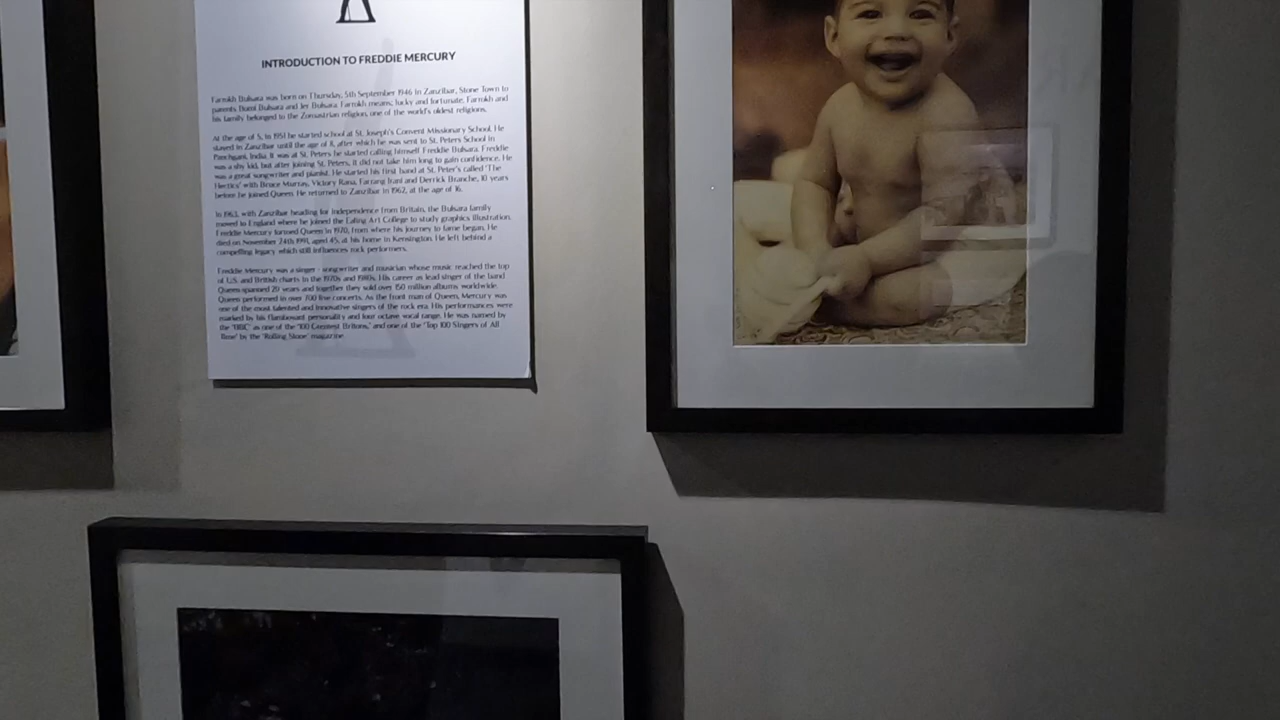 INTRODUCTION TO FREDDIE MERCURY
Farrokh Bulsara was born on Thursday, 5th September 1946 in Zanzibar, Stone Town to
parents Bomi Bulsara and Jer Bulsara. Farrokh means; lucky and fortunate. Farrokh and
his family belonged to the Zoroastrian religion, one of the world's oldest religions.
At the age of 5, in 1951 he started school at St. Joseph's Convent Missionary School. He
stayed in Zanzibar until the age of 8, after which he was sent to St. Peters School in
Panchgani, India. It was at St. Peters he started calling himself Freddie Bulsara. Freddie
was a shy kid, but after joining St. Peters, it did not take him long to gain confidence. He
was a great songwriter and pianist. He started his first band at St. Peter's called 'The
Hectics' with Bruce Murray, Victory Rana, Farrang Irani and Derrick Branche, 10 years
before he joined Queen. He returned to Zanzibar in 1962, at the age of 16.
In 1963, with Zanzibar heading for independence from Britain, the Bulsara family
moved to England where he joined the Ealing Art College to study graphics illustration.
Freddie Mercury formed Queen in 1970, from where his journey to fame began. He
died on November 24th 1991, aged 45, at his home in Kensington. He left behind a
compelling legacy which still influences rock performers.
Freddie Mercury was a singer - songwriter and musician whose music reached the top
of U.S. and British charts in the 1970s and 1980s. His career as lead singer of the band
Queen spanned 20 years and together they sold over 150 million albums worldwide.
Queen performed in over 700 live concerts. As the front man of Queen, Mercury was
one of the most talented and innovative singers of the rock era. His performances were
marked by his flamboyant personality and four octave vocal range. He was named by
the "BBC" as one of the "100 Greatest Britons," and one of the "Top 100 Singers of All
Time" by the "Rolling Stone" magazine